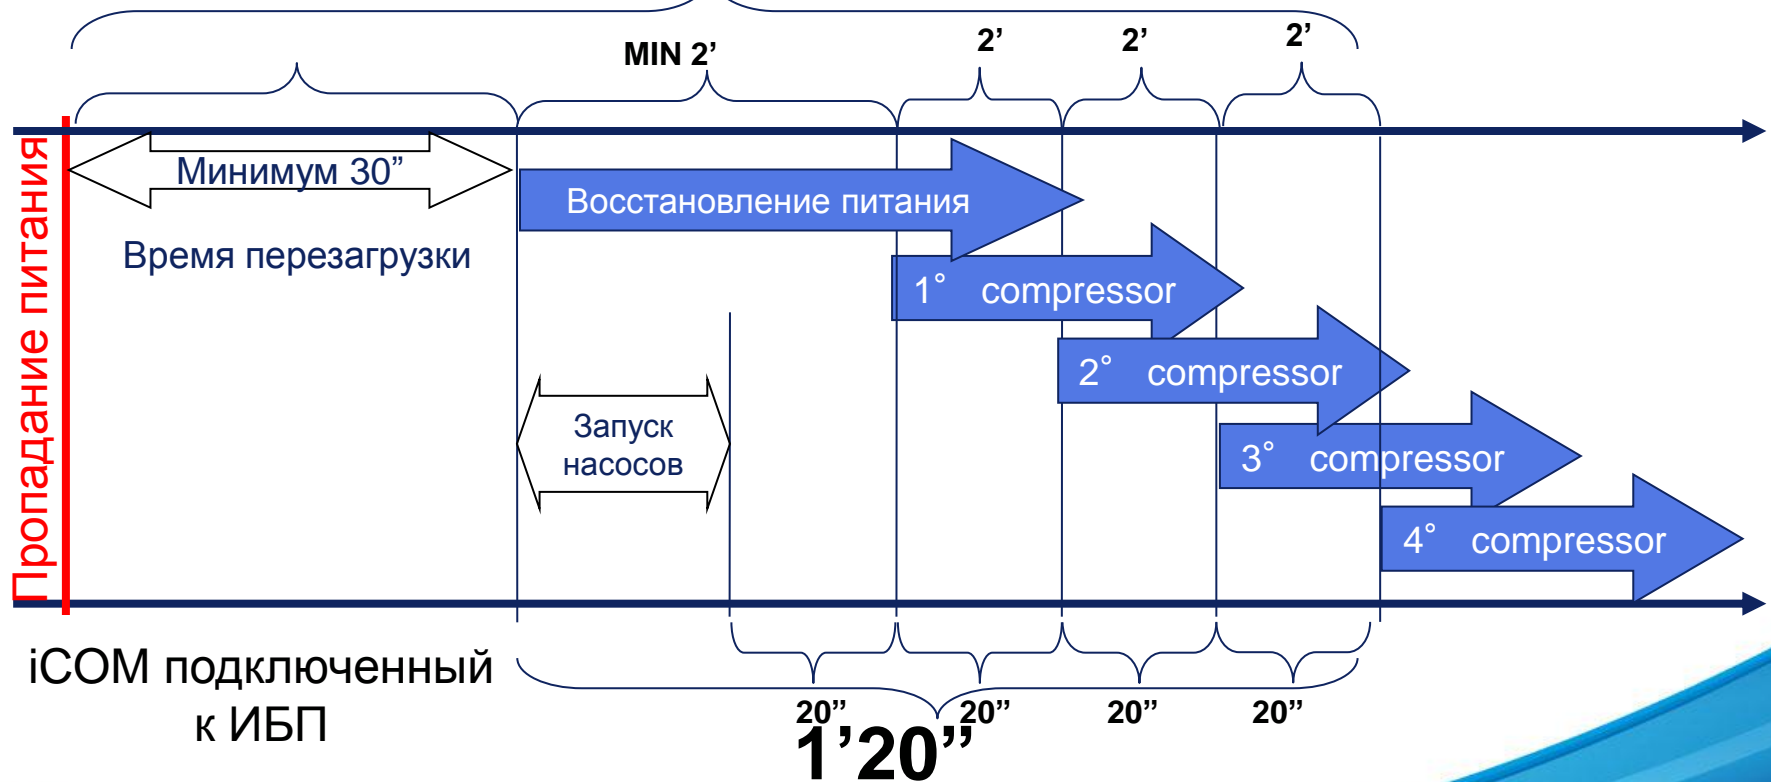 MIN 2’
2’
2’
2’
Пропадание питания
Минимум 30”
Время перезагрузки
Восстановление питания
1° compressor
2° compressor
Запуск
насосов
3° compressor
4° compressor
iCOM подключенный
к ИБП
20”
20”
20”
20”
1’20”